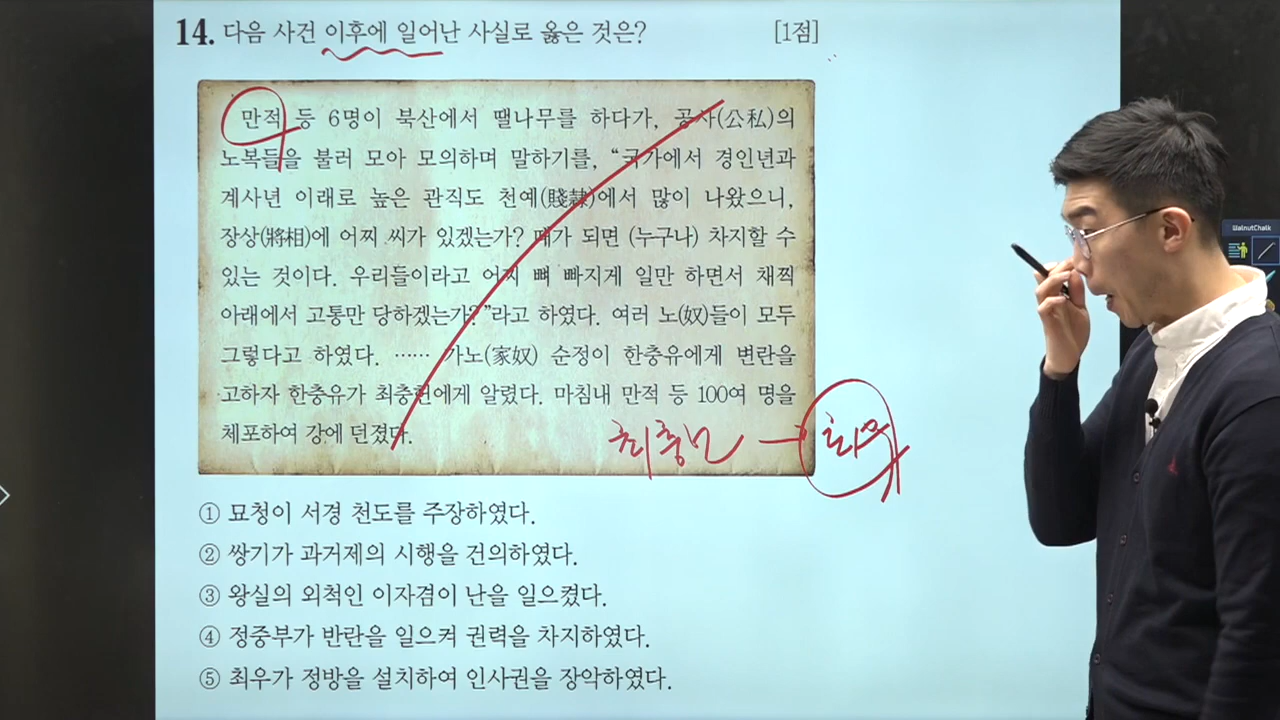 14. 다음 사건 이후에 일어난 사실로 옳은 것은? [1점]
만적 등 6명이 북산에서 땔나무를 하다가, 공사(公私)의
노복들을 불러 모아 모의하며 말하기를, “국가에서 경인년과
계사년 이래로 높은 관직도 천예(賤隸)에서 많이 나왔으니,
장상(將相)에 어찌 씨가 있겠는가? 때가 되면 (누구나) 차지할 수
있는 것이다. 우리들이라고 어찌 뼈 빠지게 일만 하면서 채찍
아래에서 고통만 당하겠는가?”라고 하였다. 여러 노(奴)들이 모두
그렇다고 하였다. …… 가노(家奴) 순정이 한충유에게 변란을
고하자 한충유가 최충헌에게 알렸다. 마침내 만적 등 100여 명을
체포하여 강에 던졌다.
최충헌 → 최우
① 묘청이 서경 천도를 주장하였다.
② 쌍기가 과거제의 시행을 건의하였다.
③ 왕실의 외척인 이자겸이 난을 일으켰다.
④ 정중부가 반란을 일으켜 권력을 차지하였다.
⑤ 최우가 정방을 설치하여 인사권을 장악하였다.
WalnutChalk